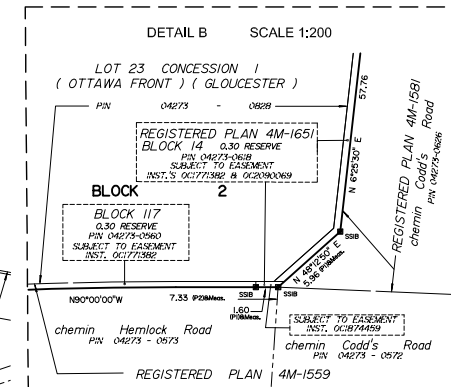 DETAIL B SCALE 1:200
LOT 23 CONCESSION 1
( OTTAWA FRONT ) ( GLOUCESTER )
PIN 04273 - 0828
REGISTERED PLAN 4M-1651
BLOCK 14 0.30 RESERVE
PIN 04273-0618
SUBJECT TO EASEMENT
INST.'S OC1771382 & OC2090069
57.76
N 6°25'30" E
REGISTERED PLAN 4M-1581
chemin Codd's Road
PIN 04273-0626
BLOCK 2
BLOCK 117
0.30 RESERVE
PIN 04273-0560
SUBJECT TO EASEMENT
INST. OC1771382
SSIB
N 48°12'50" E
5.96 (P1)&Meas.
N90°00'00"W
7.33 (P2)&Meas.
SSIB
SSIB
1.60
(P1)&Meas.
SUBJECT TO EASEMENT
INST. OC1874459
chemin Hemlock Road
PIN 04273 - 0573
chemin Codd's Road
PIN 04273 - 0572
REGISTERED PLAN 4M-1559